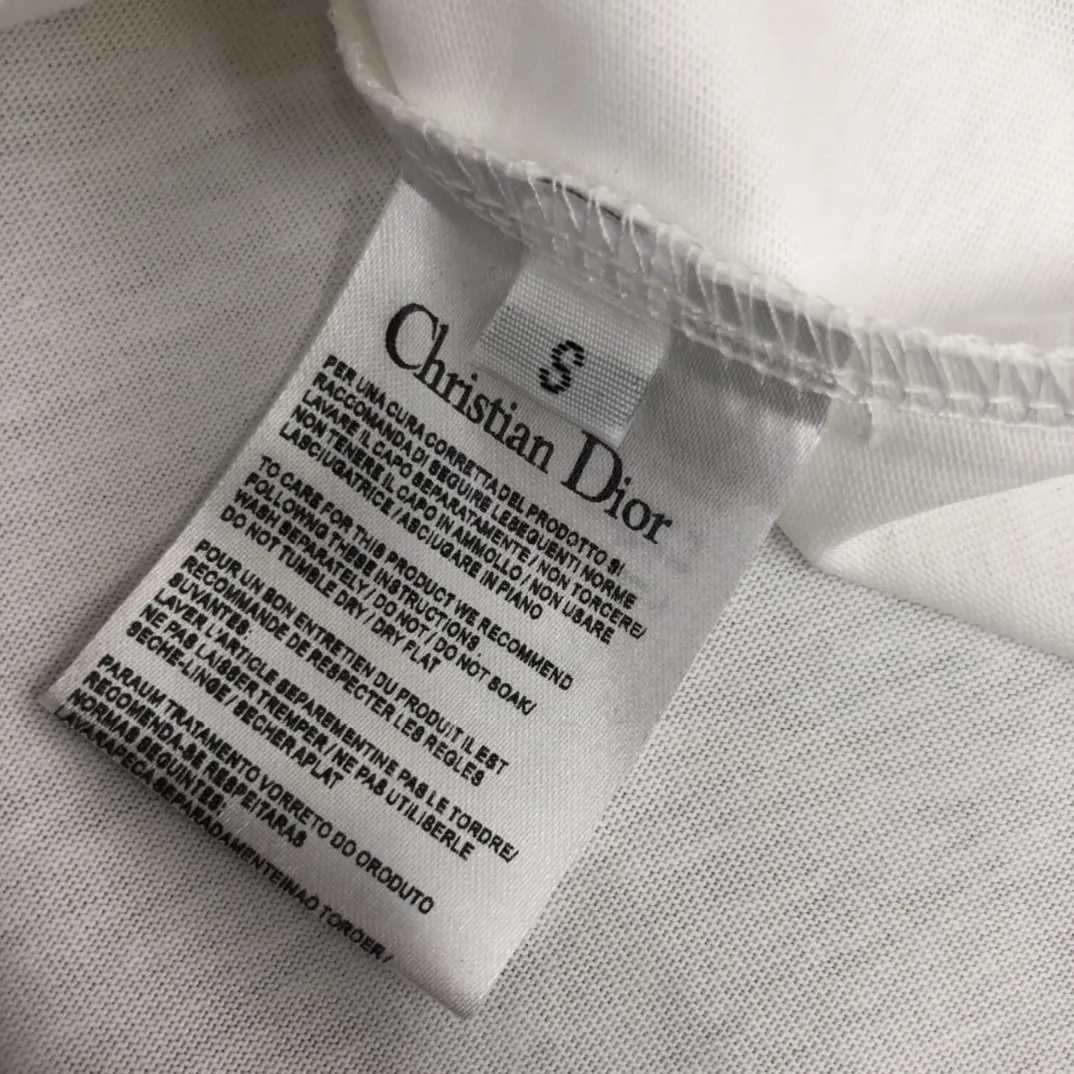 S
Christian Dior
PER UNA CURA CORRETTA DEL PRODOTTO SI
RACCOMANDA DI SEGUIRE LESEGUENTI NORME
LAVARE IL CAPO SEPARATAMENTE / NON TORCERE/
NON TENERE IL CAPO IN AMMOLLO / NON USARE
LASCIUGATRICE / ASCIUGARE IN PIANO
TO CARE FOR THIS PRODUCT WE RECOMMEND
FOLLOWNG THESE INSTRUCTIONS.
WASH SEPARATELY / DO NOT / DO NOT SOAK/
DO NOT TUMBLE DRY / DRY FLAT
POUR UN BON ENTRETIEN DU PRODUIT IL EST
RECOMMANDE DE RESPECTER LES REGLES
SUIVANTES.
LAVER L'ARTICLE SEPAREMENTINE PAS LE TORDRE/
NE PAS LAISSER TREMPER / NE PAS UTILISERLE
SECHE-LINGE / SECHER APLAT
PARAUM TRATAMENTO VORRETO DO ORODUTO
REGOMENDA-SE RESPEITARAS
NORMAS SEGUINTES:
LAVARAPECA SEPARADAMENTEINAO TORCER/